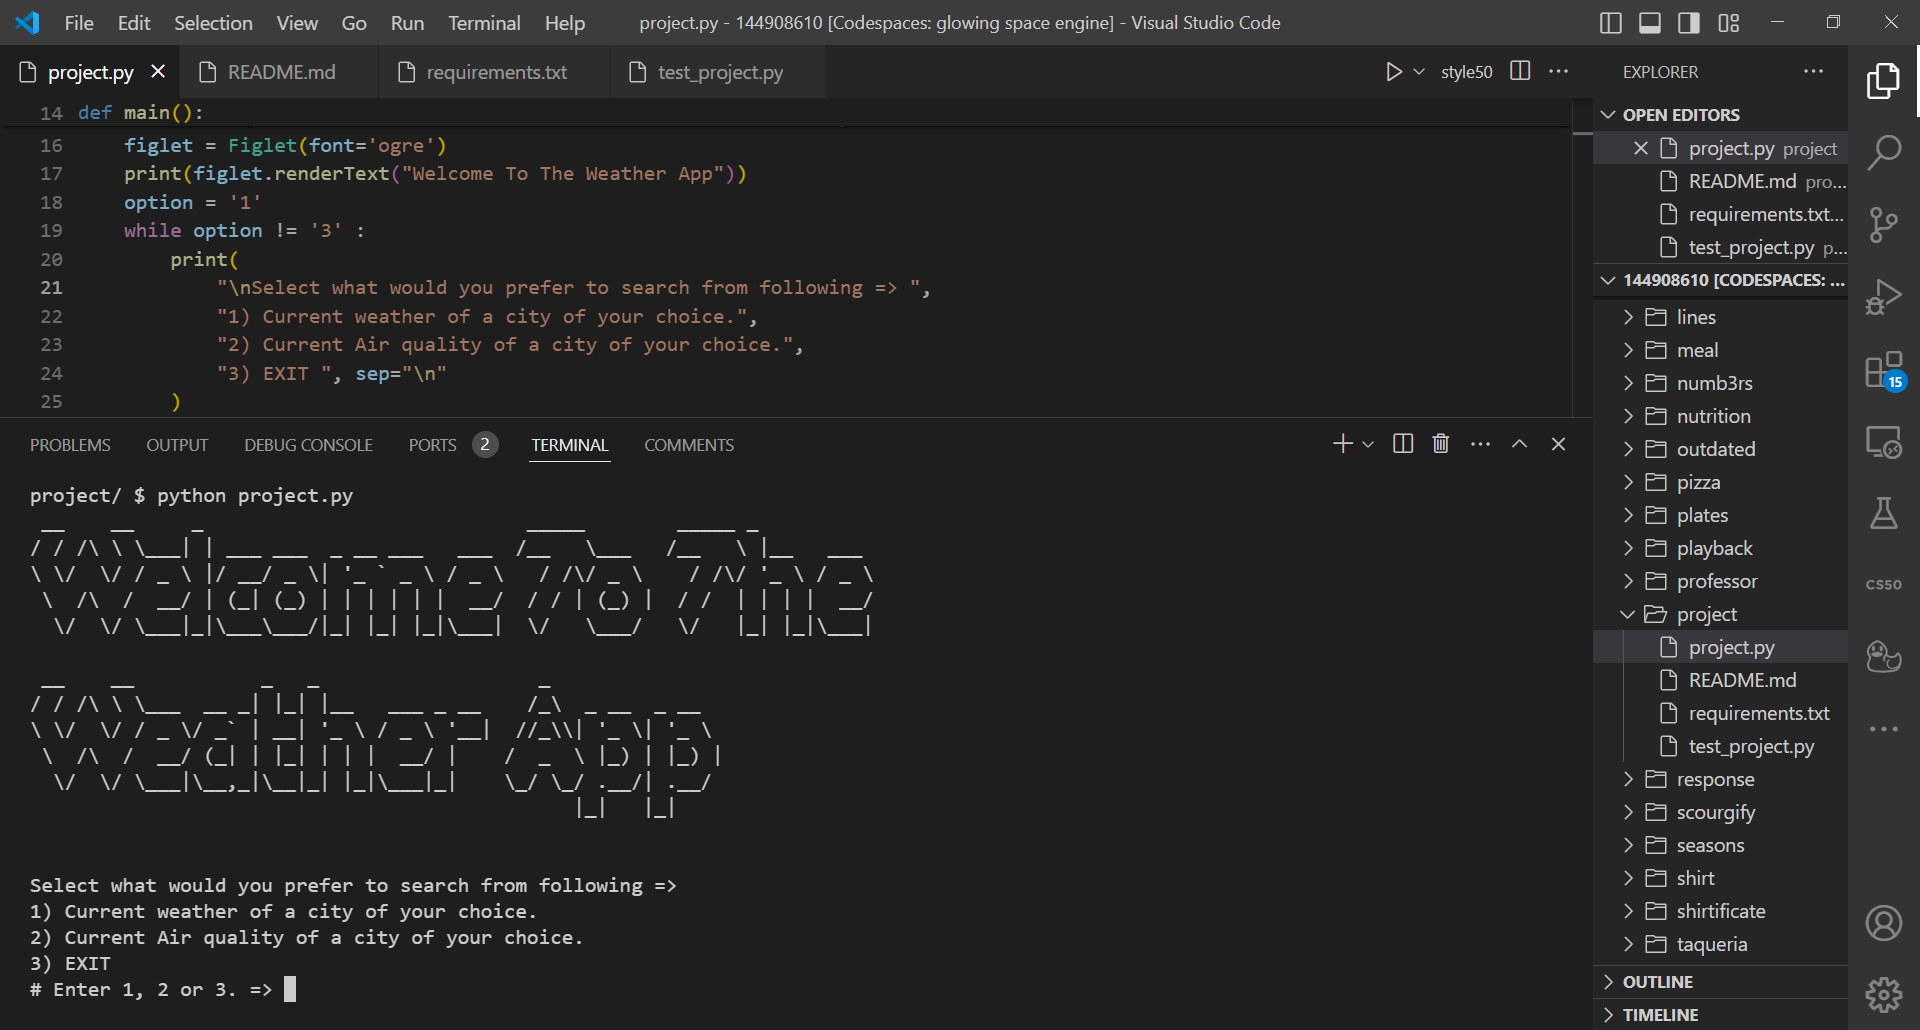 File Edit Selection View Go Run Terminal Help project.py - 144908610 [Codespaces: glowing space engine] - Visual Studio Code
project.py README.md requirements.txt test_project.py style50
14 def main():
16 figlet = Figlet(font='ogre')
17 print(figlet.renderText("Welcome To The Weather App"))
18 option = '1'
19 while option != '3' :
20 print(
21 "\nSelect what would you prefer to search from following => ",
22 "1) Current weather of a city of your choice.",
23 "2) Current Air quality of a city of your choice.",
24 "3) EXIT ", sep="\n"
25 )
PROBLEMS OUTPUT DEBUG CONSOLE PORTS 2 TERMINAL COMMENTS
project/ $ python project.py
Welcome To The
Weather App
Select what would you prefer to search from following =>
1) Current weather of a city of your choice.
2) Current Air quality of a city of your choice.
3) EXIT
# Enter 1, 2 or 3. =>
EXPLORER
OPEN EDITORS
project.py project
README.md pro...
requirements.txt...
test_project.py p...
144908610 [CODESPACES: ...
lines
meal
numb3rs
nutrition
outdated
pizza
plates
playback
professor
project
project.py
README.md
requirements.txt
test_project.py
response
scourgify
seasons
shirt
shirtificate
taqueria
OUTLINE
TIMELINE
15
CS50